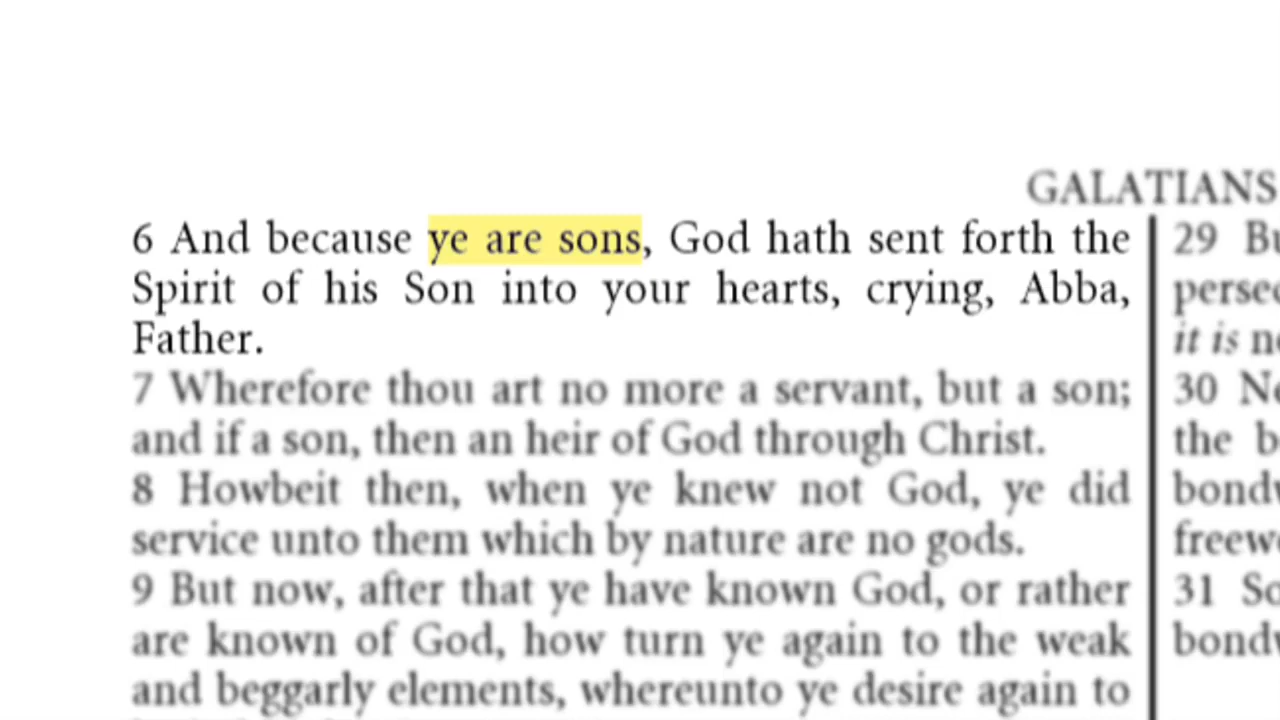 GALATIANS
6 And because ye are sons, God hath sent forth the
Spirit of his Son into your hearts, crying, Abba,
Father.
7 Wherefore thou art no more a servant, but a son;
and if a son, then an heir of God through Christ.
8 Howbeit then, when ye knew not God, ye did
service unto them which by nature are no gods.
9 But now, after that ye have known God, or rather
are known of God, how turn ye again to the weak
and beggarly elements, whereunto ye desire again to
29
it is
30
the
31